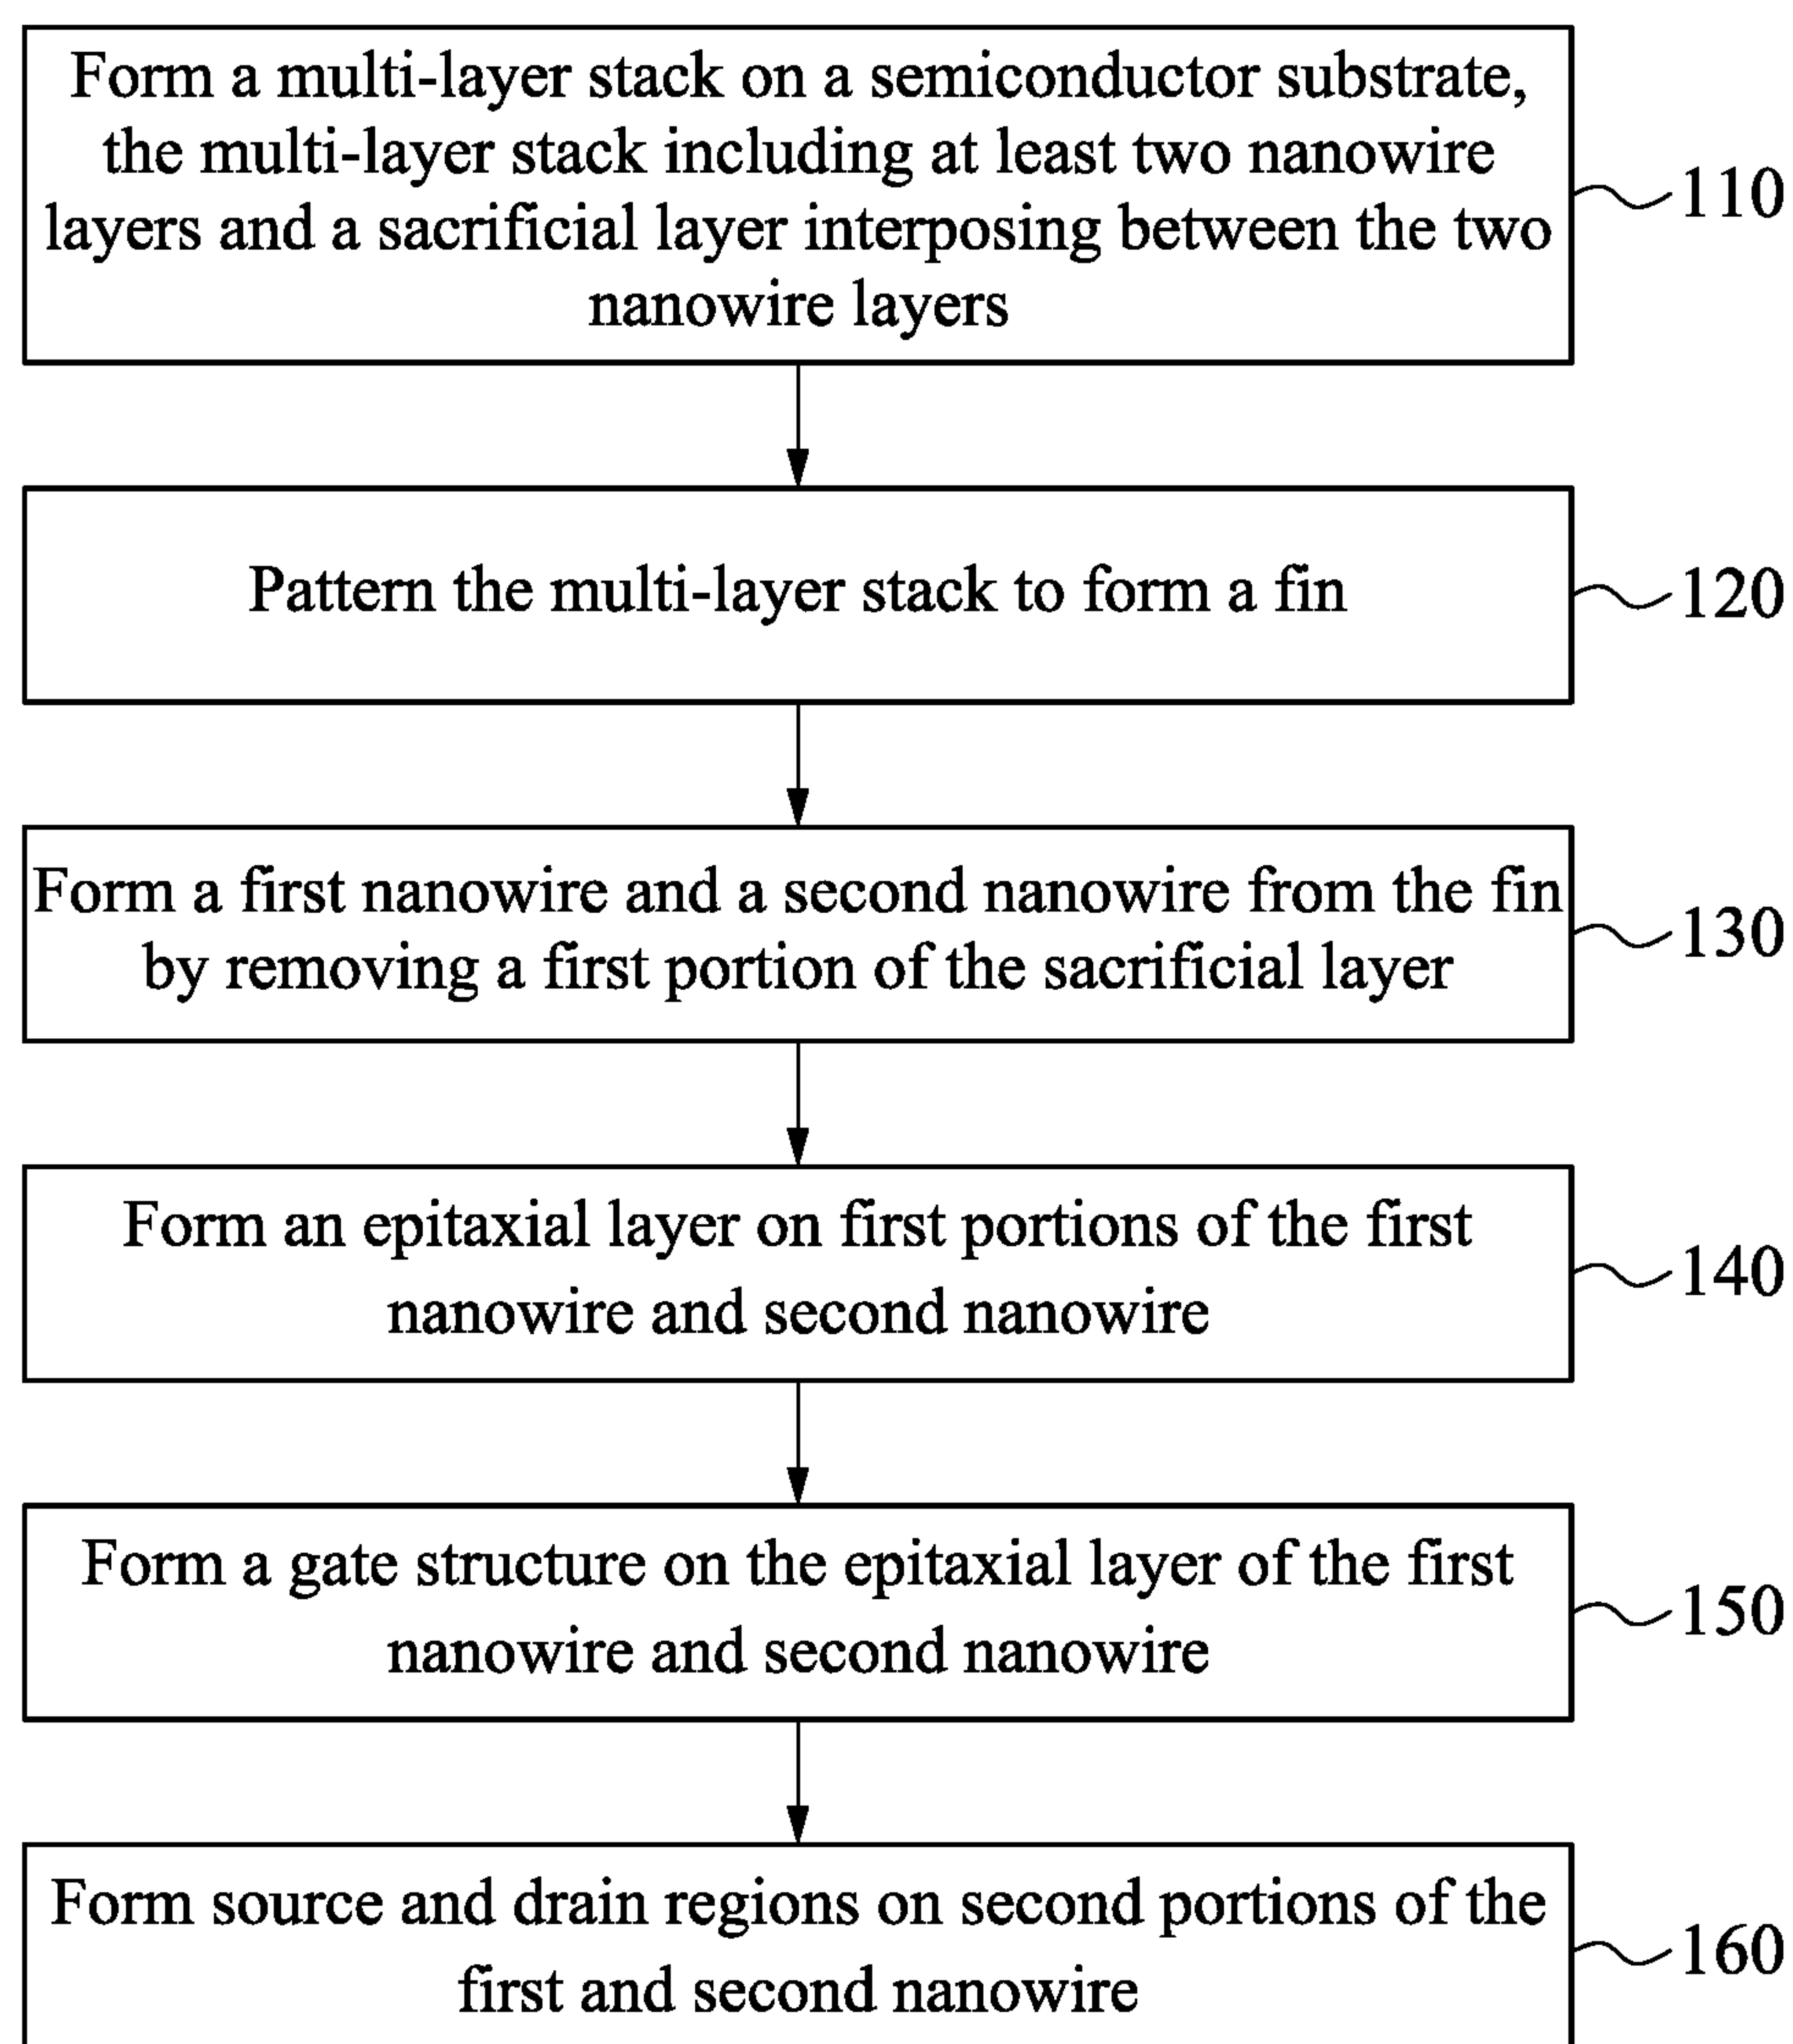 Form a multi-layer stack on a semiconductor substrate,
the multi-layer stack including at least two nanowire
layers and a sacrificial layer interposing between the two
nanowire layers
110
Pattern the multi-layer stack to form a fin
120
Form a first nanowire and a second nanowire from the fin
by removing a first portion of the sacrificial layer
130
Form an epitaxial layer on first portions of the first
nanowire and second nanowire
140
Form a gate structure on the epitaxial layer of the first
nanowire and second nanowire
150
Form source and drain regions on second portions of the
first and second nanowire
160